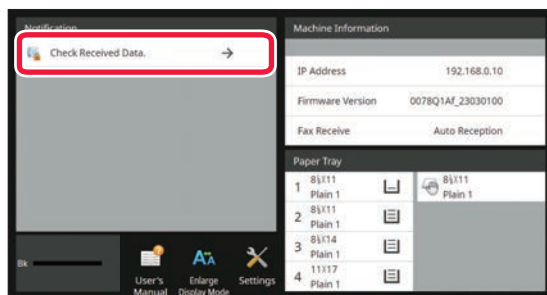 Notification
Check Received Data. →
Machine Information
IP Address 192.168.0.10
Firmware Version 0078Q1Af_23030100
Fax Receive Auto Reception
Paper Tray
1 8½X11
Plain 1
8½X11
Plain 1
2 8½X11
Plain 1
3 8½X14
Plain 1
4 11X17
Plain 1
Bk
User's
Manual
Enlarge
Display Mode
Settings